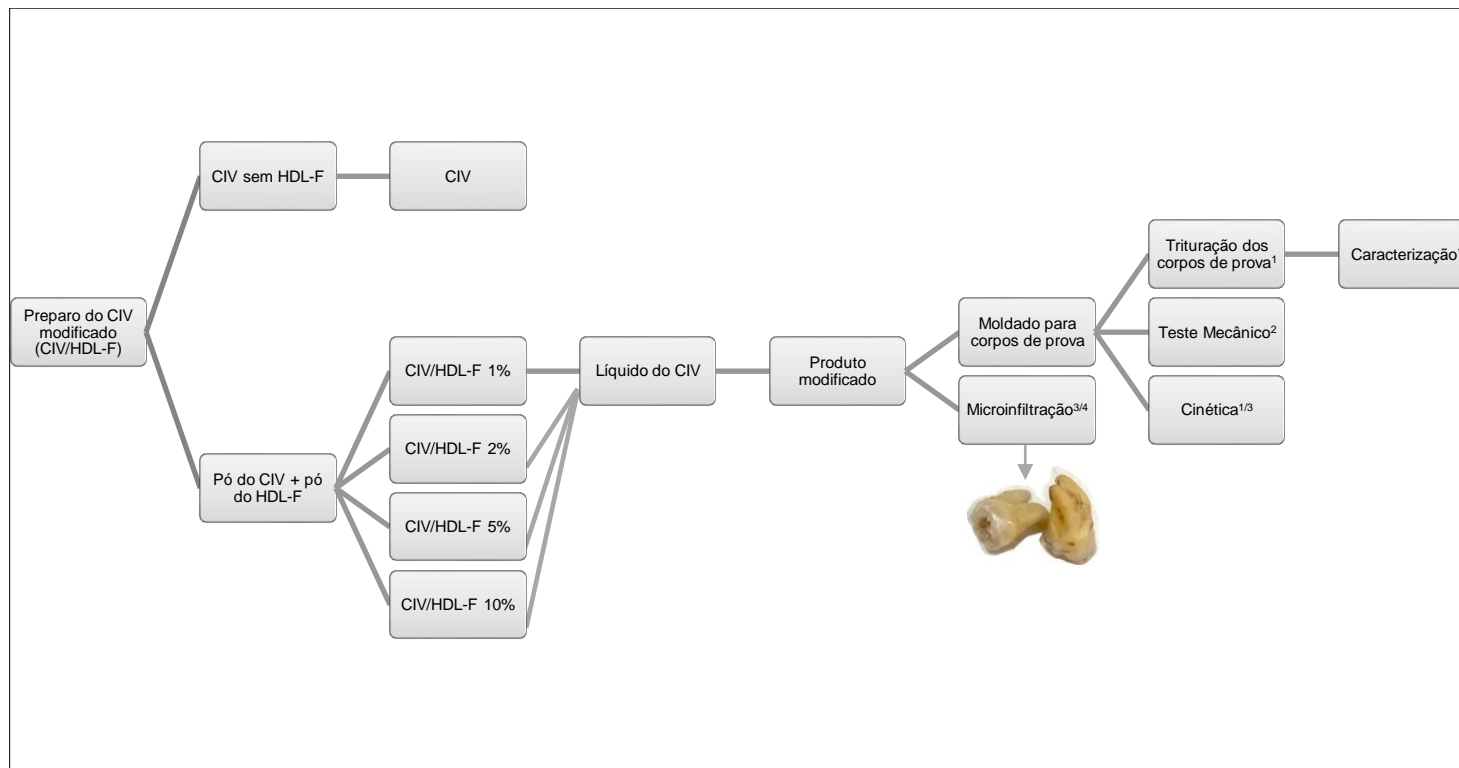 CIV sem HDL-F
CIV
Preparo do CIV
modificado
(CIV/HDL-F)
Pó do CIV + pó
do HDL-F
CIV/HDL-F 1%
CIV/HDL-F 2%
CIV/HDL-F 5%
CIV/HDL-F 10%
Líquido do CIV
Produto
modificado
Moldado para
corpos de prova
Microinfiltração³/⁴
Trituração dos
corpos de prova¹
Teste Mecânico²
Cinética¹/³
Caracterização